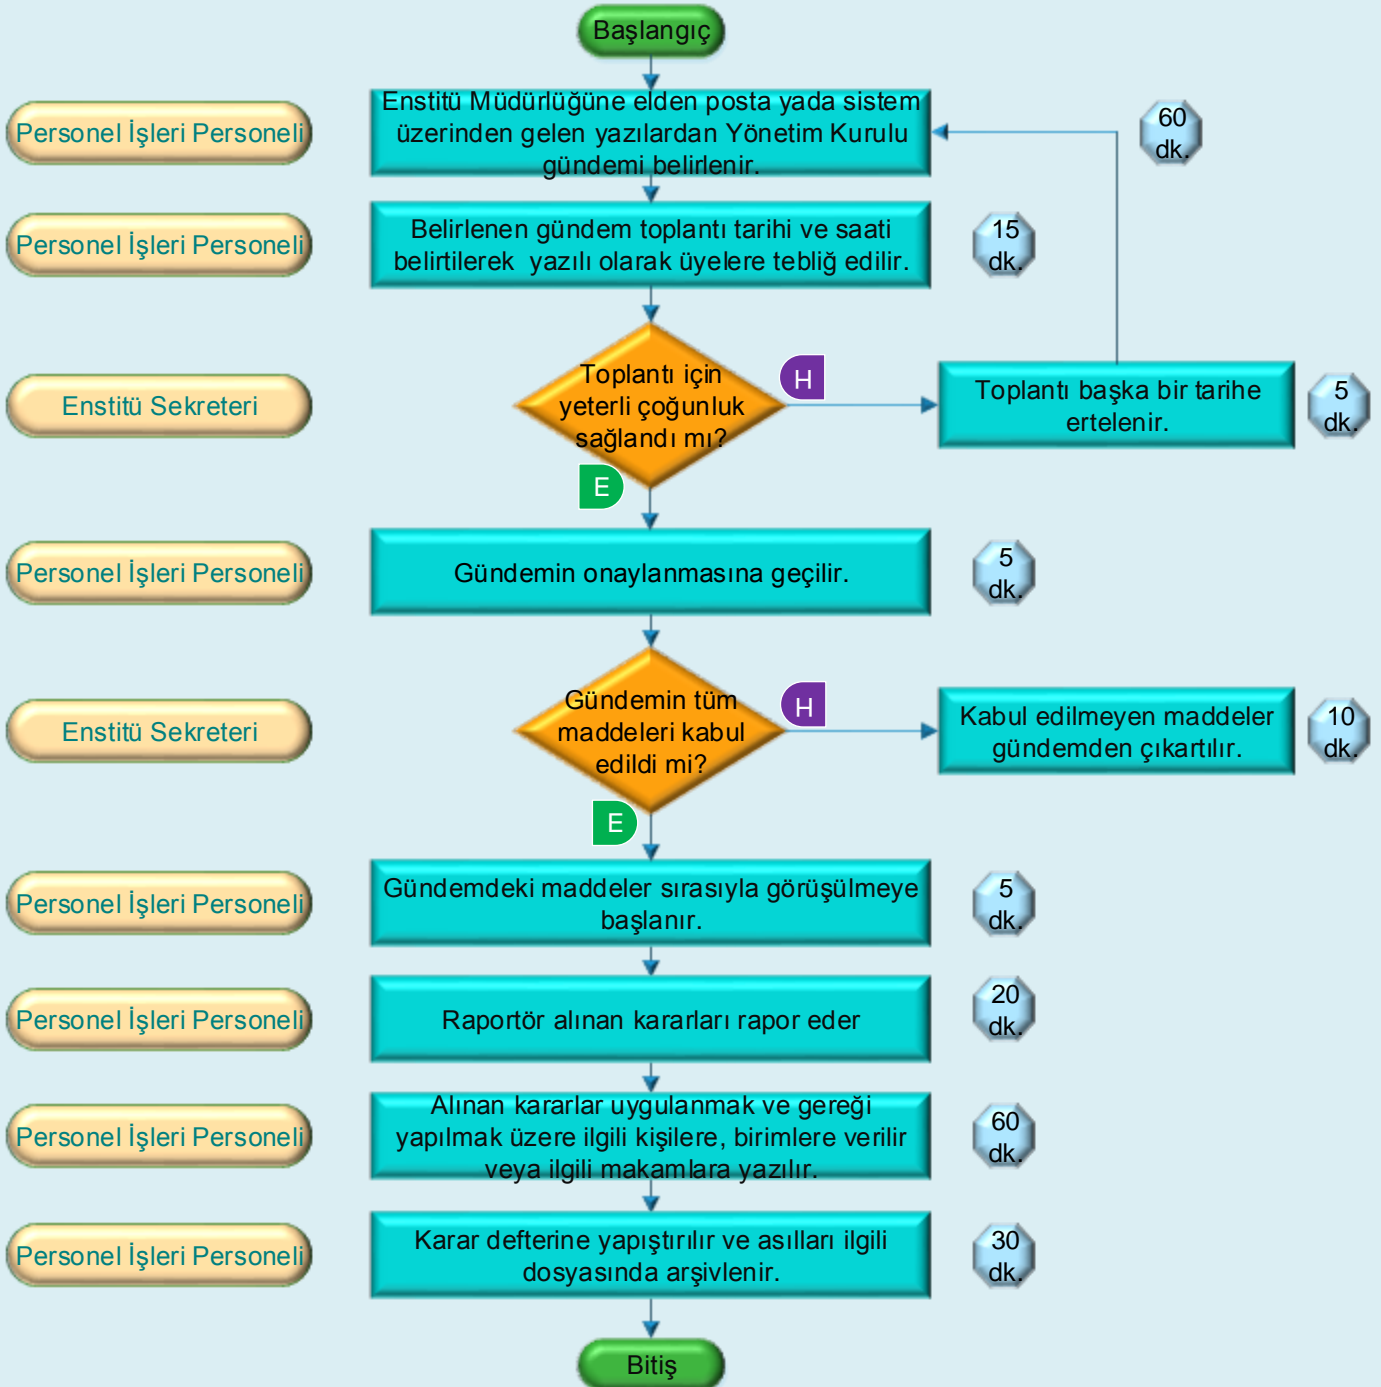 Başlangıç
Personel İşleri Personeli
Enstitü Müdürlüğüne elden posta yada sistem
üzerinden gelen yazılardan Yönetim Kurulu
gündemi belirlenir.
60
dk.
Personel İşleri Personeli
Belirlenen gündem toplantı tarihi ve saati
belirtilerek yazılı olarak üyelere tebliğ edilir.
15
dk.
Enstitü Sekreteri
Toplantı için
yeterli çoğunluk
sağlandı mı?
H
Toplantı başka bir tarihe
ertelenir.
5
dk.
E
Personel İşleri Personeli
Gündemin onaylanmasına geçilir.
5
dk.
Enstitü Sekreteri
Gündemin tüm
maddeleri kabul
edildi mi?
H
Kabul edilmeyen maddeler
gündemden çıkartılır.
10
dk.
E
Personel İşleri Personeli
Gündemdeki maddeler sırasıyla görüşülmeye
başlanır.
5
dk.
Personel İşleri Personeli
Raportör alınan kararları rapor eder
20
dk.
Personel İşleri Personeli
Alınan kararlar uygulanmak ve gereği
yapılmak üzere ilgili kişilere, birimlere verilir
veya ilgili makamlara yazılır.
60
dk.
Personel İşleri Personeli
Karar defterine yapıştırılır ve asılları ilgili
dosyasında arşivlenir.
30
dk.
Bitiş